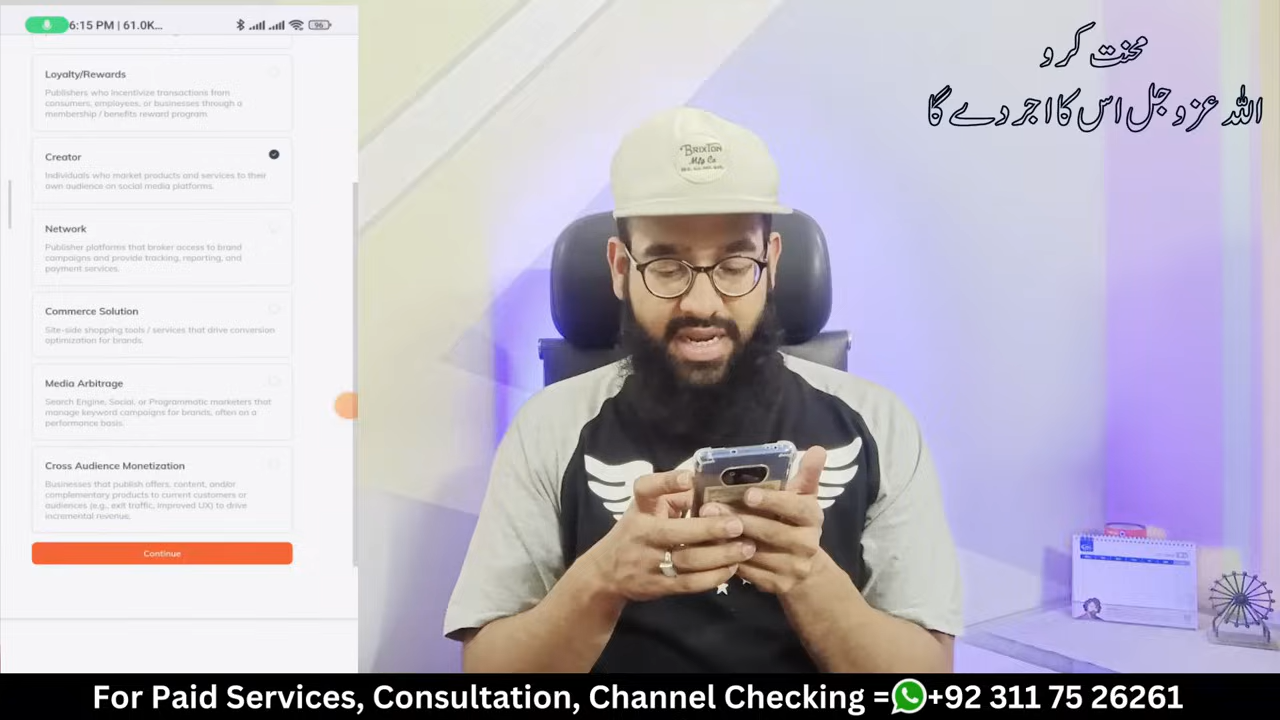 6:15 PM | 61.0K...
96
Loyalty/Rewards
Publishers who incentivize transactions from
consumers, employees, or businesses through a
membership / benefits reward program
Creator
Individuals who market products and services to their
own audience on social media platforms.
Network
Publisher platforms that broker access to brand
campaigns and provide tracking, reporting, and
payment services.
Commerce Solution
Site-side shopping tools / services that drive conversion
optimization for brands.
Media Arbitrage
Search Engine, Social, or Programmatic marketers that
manage keyword campaigns for brands, often on a
performance basis.
Cross Audience Monetization
Businesses that publish offers, content, and/or
complementary products to current customers or
audiences (e.g., exit traffic, improved UX) to drive
incremental revenue.
Continue
محنت کرو
اللہ عزوجل اس کا اجر دے گا
BRIXTON
Mfg Co
For Paid Services, Consultation, Channel Checking = +92 311 75 26261